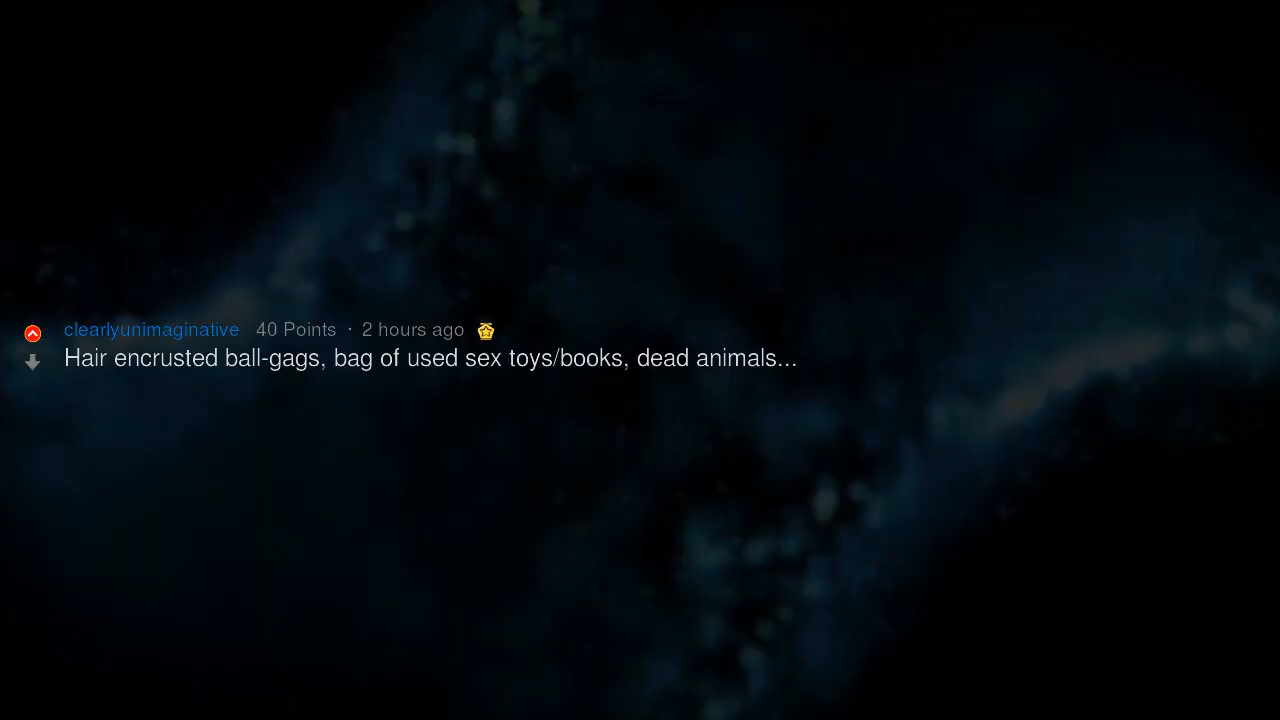 clearlyunimaginative 40 Points · 2 hours ago
Hair encrusted ball-gags, bag of used sex toys/books, dead animals...